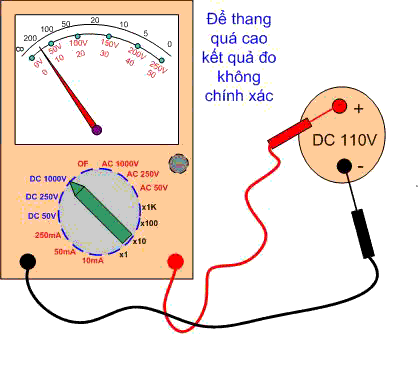 Để thang
quá cao
kết quả đo
không
chính xác
∞ 200 100 50 20 10 5 0
0V 50V 100V 150V 200V 250V
0 10 20 30 40 50
OF
AC 1000V
AC 250V
AC 50V
x1K
x100
x10
x1
10mA
50mA
250mA
DC 50V
DC 250V
DC 1000V
+
DC 110V
-